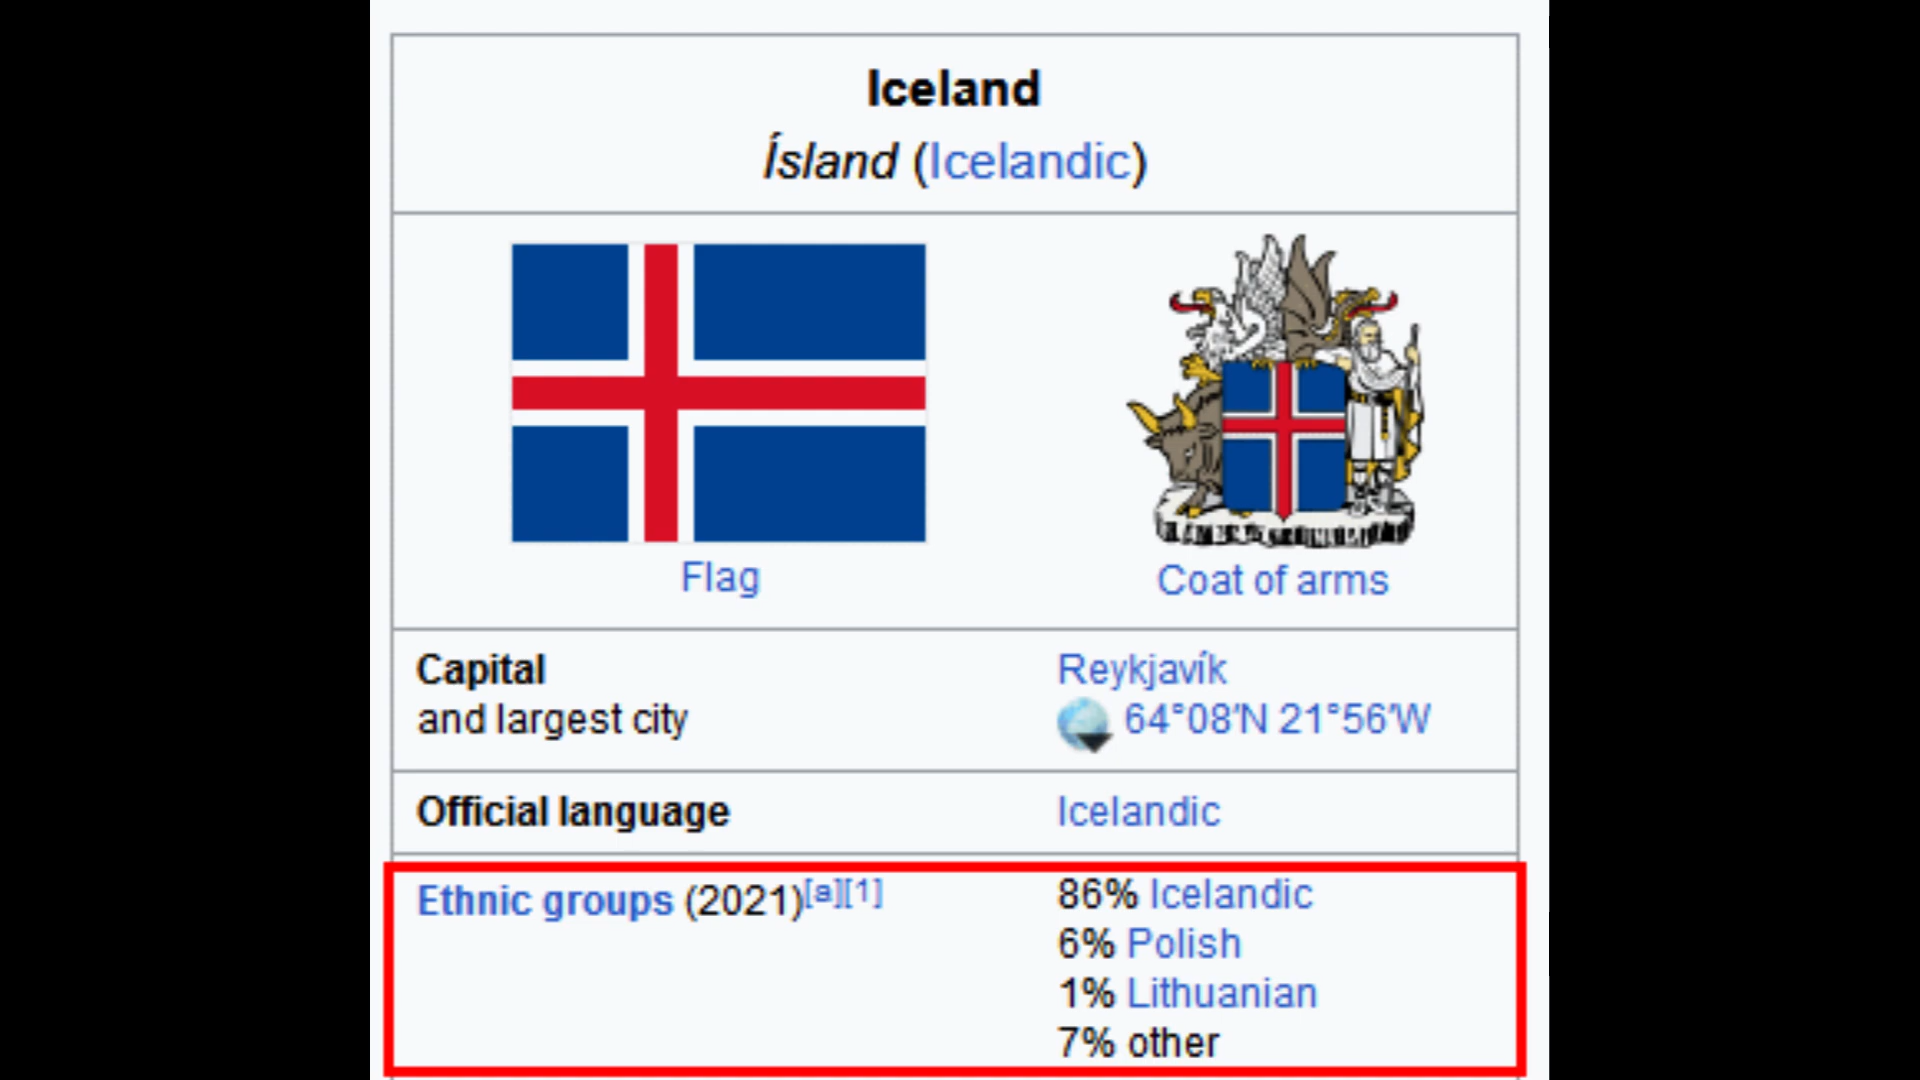 Iceland
Ísland (Icelandic)
Flag
Coat of arms
Capital
and largest city
Reykjavík
64°08′N 21°56′W
Official language
Icelandic
Ethnic groups (2021)[a][1]
86% Icelandic
6% Polish
1% Lithuanian
7% other